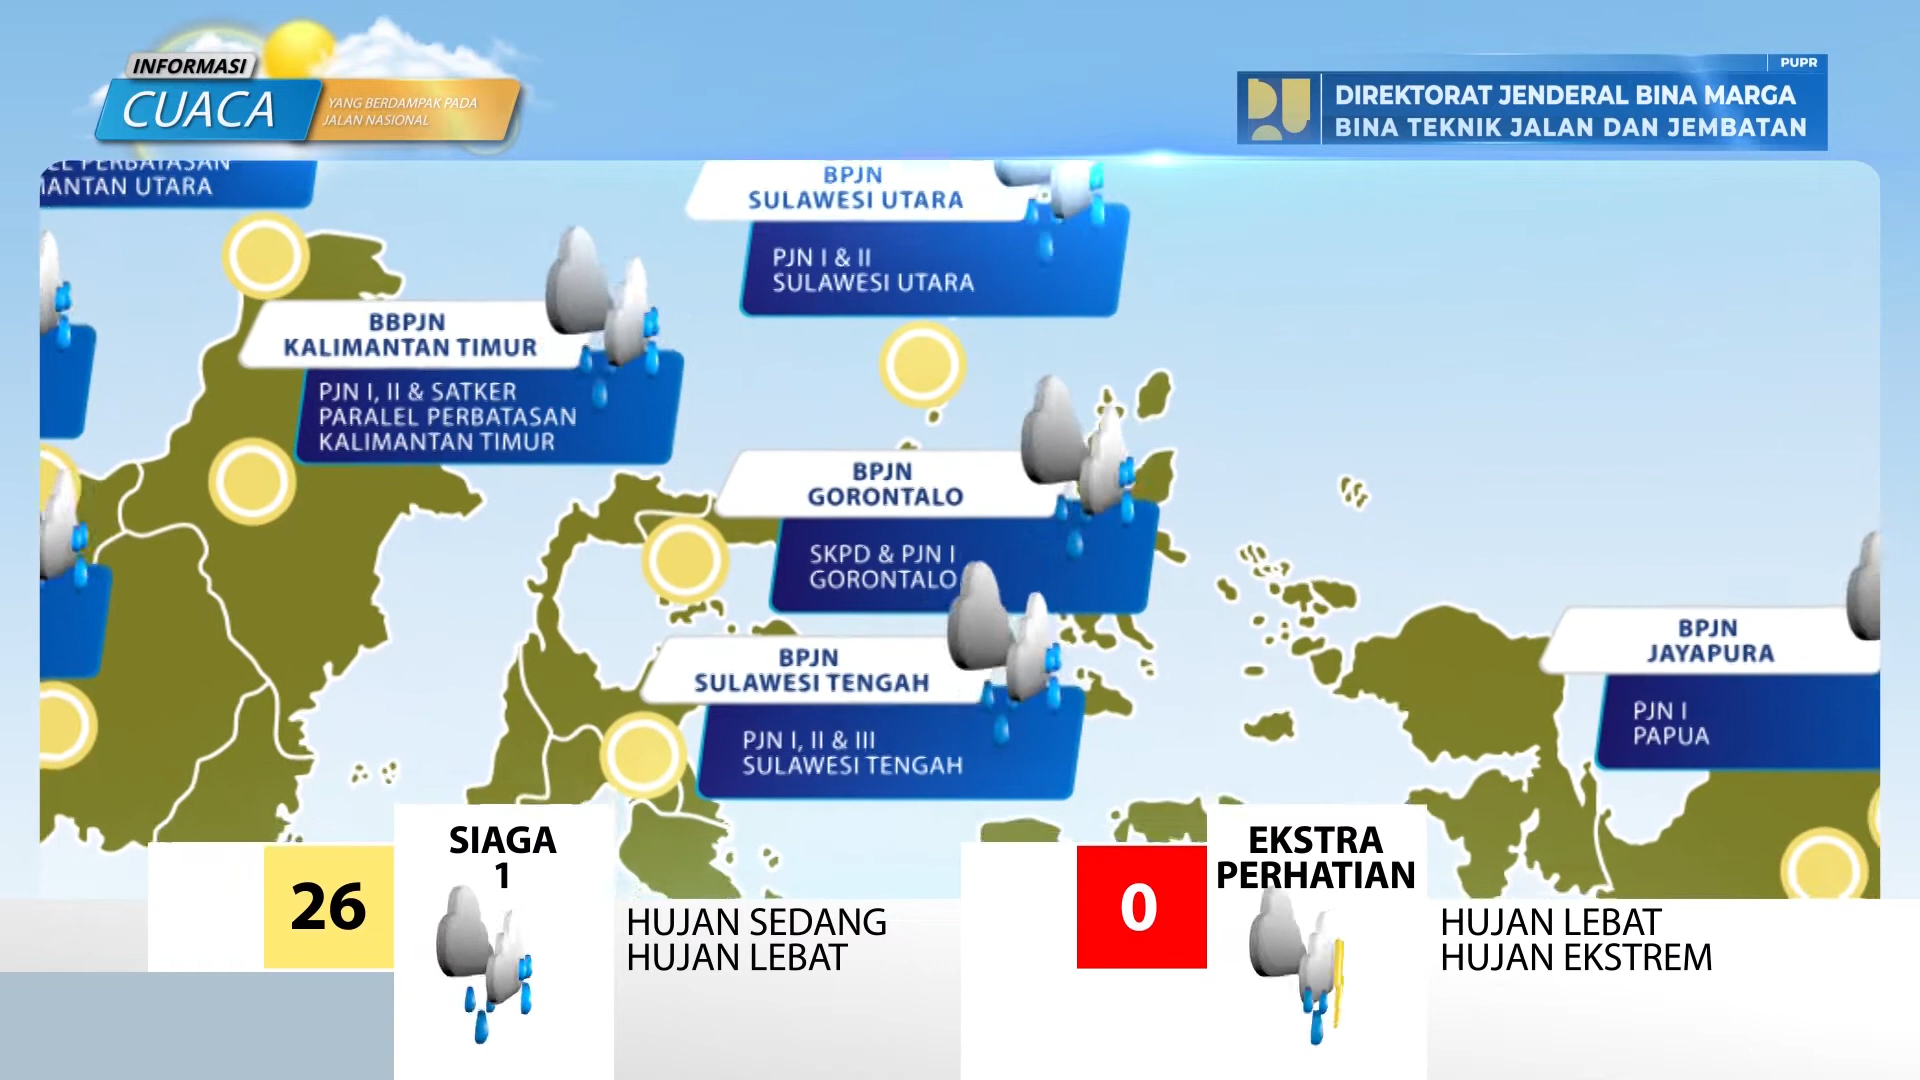 INFORMASI
CUACA
YANG BERDAMPAK PADA
JALAN NASIONAL
PUPR
DIREKTORAT JENDERAL BINA MARGA
BINA TEKNIK JALAN DAN JEMBATAN
PERBATASAN
UTARA
BBPJN
KALIMANTAN TIMUR
PJN I, II & SATKER
PARALEL PERBATASAN
KALIMANTAN TIMUR
BPJN
SULAWESI UTARA
PJN I & II
SULAWESI UTARA
BPJN
GORONTALO
SKPD & PJN I
GORONTALO
BPJN
SULAWESI TENGAH
PJN I, II & III
SULAWESI TENGAH
BPJN
JAYAPURA
PJN I
PAPUA
26
SIAGA
1
HUJAN SEDANG
HUJAN LEBAT
0
EKSTRA
PERHATIAN
HUJAN LEBAT
HUJAN EKSTREM